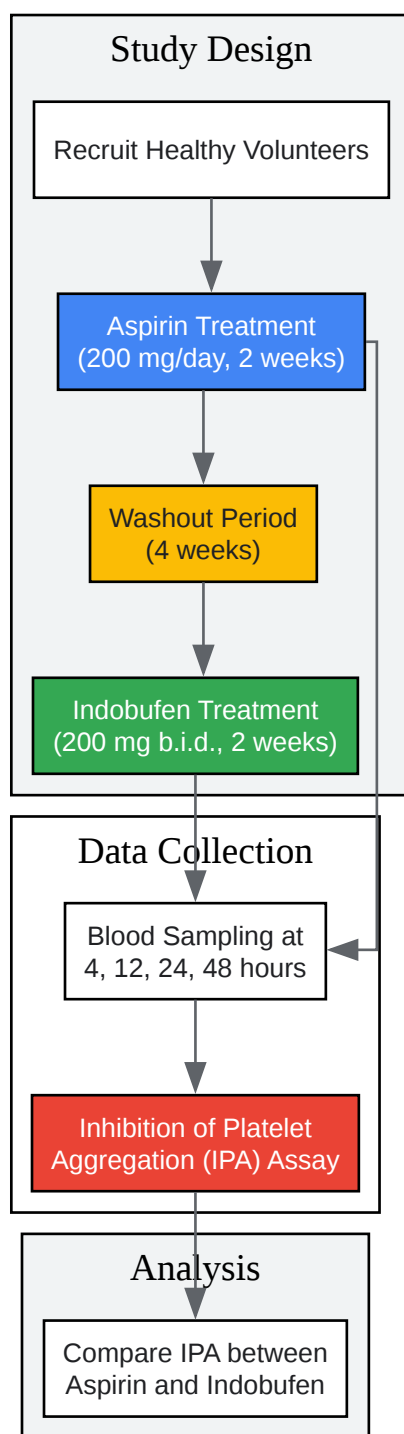 Study Design
Recruit Healthy Volunteers
Aspirin Treatment
(200 mg/day, 2 weeks)
Washout Period
(4 weeks)
Indobufen Treatment
(200 mg b.i.d., 2 weeks)
Data Collection
Blood Sampling at
4, 12, 24, 48 hours
Inhibition of Platelet
Aggregation (IPA) Assay
Analysis
Compare IPA between
Aspirin and Indobufen